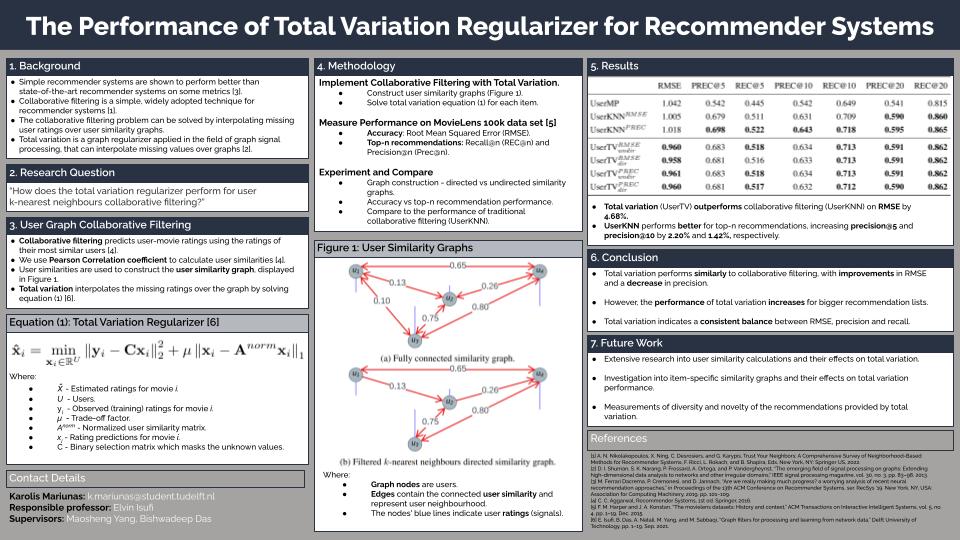 The Performance of Total Variation Regularizer for Recommender Systems
1. Background
● Simple recommender systems are shown to perform better than
state-of-the-art recommender systems on some metrics [3].
● Collaborative filtering is a simple, widely adopted technique for
recommender systems [1].
● The collaborative filtering problem can be solved by interpolating missing
user ratings over user similarity graphs.
● Total variation is a graph regularizer applied in the field of graph signal
processing, that can interpolate missing values over graphs [2].
2. Research Question
"How does the total variation regularizer perform for user
k-nearest neighbours collaborative filtering?"
3. User Graph Collaborative Filtering
● Collaborative filtering predicts user-movie ratings using the ratings of
their most similar users [4].
● We use Pearson Correlation coefficient to calculate user similarities [4].
● User similarities are used to construct the user similarity graph, displayed
in Figure 1.
● Total variation interpolates the missing ratings over the graph by solving
equation (1) [6].
Equation (1): Total Variation Regularizer [6]
x̂ᵢ = min_{xᵢ∈ℝ^U} ‖yᵢ − Cxᵢ‖₂² + μ ‖xᵢ − A^{norm}xᵢ‖₁
Where:
● x̂ᵢ - Estimated ratings for movie i.
● U - Users.
● yᵢ - Observed (training) ratings for movie i.
● μ - Trade-off factor.
● A^{norm} - Normalized user similarity matrix.
● xᵢ - Rating predictions for movie i.
● C - Binary selection matrix which masks the unknown values.
Contact Details
Karolis Mariunas: k.mariunas@student.tudelft.nl
Responsible professor: Elvin Isufi
Supervisors: Maosheng Yang, Bishwadeep Das
4. Methodology
Implement Collaborative Filtering with Total Variation.
● Construct user similarity graphs (Figure 1).
● Solve total variation equation (1) for each item.
Measure Performance on MovieLens 100k data set [5]
● Accuracy: Root Mean Squared Error (RMSE).
● Top-n recommendations: Recall@n (REC@n) and
Precision@n (Prec@n).
Experiment and Compare
● Graph construction - directed vs undirected similarity
graphs.
● Accuracy vs top-n recommendation performance.
● Compare to the performance of traditional
collaborative filtering (UserKNN).
Figure 1: User Similarity Graphs
0.65
u₁ u₄
0.13 0.26
u₂
0.10 0.80
0.75
u₃
(a) Fully connected similarity graph.
0.65
u₁ u₄
0.13 0.26
u₂
0.75 0.80
u₃
(b) Filtered k-nearest neighbours directed similarity graph.
Where:
● Graph nodes are users.
● Edges contain the connected user similarity and
represent user neighbourhood.
● The nodes' blue lines indicate user ratings (signals).
5. Results
RMSE PREC@5 REC@5 PREC@10 REC@10 PREC@20 REC@20
UserMP 1.042 0.542 0.445 0.542 0.649 0.541 0.815
UserKNN^{RMSE} 1.005 0.679 0.511 0.631 0.709 0.590 0.860
UserKNN^{PREC} 1.018 0.698 0.522 0.643 0.718 0.595 0.865
UserTV^{RMSE}_{undir} 0.960 0.683 0.518 0.634 0.713 0.591 0.862
UserTV^{RMSE}_{dir} 0.958 0.681 0.516 0.633 0.713 0.591 0.862
UserTV^{PREC}_{undir} 0.961 0.683 0.518 0.634 0.713 0.591 0.862
UserTV^{PREC}_{dir} 0.960 0.681 0.517 0.632 0.712 0.590 0.862
● Total variation (UserTV) outperforms collaborative filtering (UserKNN) on RMSE by
4.68%.
● UserKNN performs better for top-n recommendations, increasing precision@5 and
precision@10 by 2.20% and 1.42%, respectively.
6. Conclusion
● Total variation performs similarly to collaborative filtering, with improvements in RMSE
and a decrease in precision.
● However, the performance of total variation increases for bigger recommendation lists.
● Total variation indicates a consistent balance between RMSE, precision and recall.
7. Future Work
● Extensive research into user similarity calculations and their effects on total variation.
● Investigation into item-specific similarity graphs and their effects on total variation
performance.
● Measurements of diversity and novelty of the recommendations provided by total
variation.
References
[1] A. N. Nikolakopoulos, X. Ning, C. Desrosiers, and G. Karypis. Trust Your Neighbors: A Comprehensive Survey of Neighborhood-Based
Methods for Recommender Systems. F. Ricci, L. Rokach, and B. Shapira, Eds. New York, NY: Springer US, 2022.
[2] D. I. Shuman, S. K. Narang, P. Frossard, A. Ortega, and P. Vandergheynst, "The emerging field of signal processing on graphs: Extending
high-dimensional data analysis to networks and other irregular domains," IEEE signal processing magazine, vol. 30, no. 3, pp. 83–98, 2013.
[3] M. Ferrari Dacrema, P. Cremonesi, and D. Jannach, "Are we really making much progress? a worrying analysis of recent neural
recommendation approaches," in Proceedings of the 13th ACM Conference on Recommender Systems, ser. RecSys '19. New York, NY, USA:
Association for Computing Machinery, 2019, pp. 101–109.
[4] C. C. Aggarwal, Recommender Systems, 1st ed. Springer, 2016.
[5] F. M. Harper and J. A. Konstan, "The movielens datasets: History and context," ACM Transactions on Interactive Intelligent Systems, vol. 5, no.
4, pp. 1–19, Dec. 2015.
[6] E. Isufi, B. Das, A. Natali, M. Yang, and M. Sabbaqi, "Graph filters for processing and learning from network data," Delft University of
Technology, pp. 1–19, Sep. 2021.